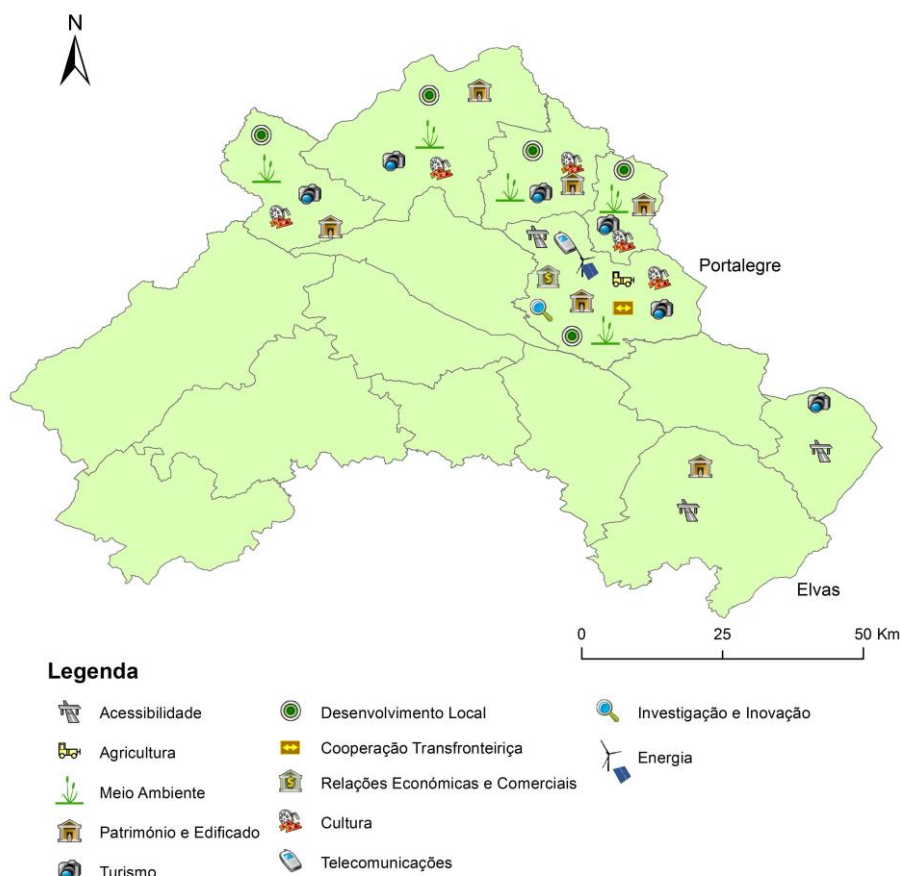 N
Portalegre
Elvas
0 25 50 Km
Legenda
Acessibilidade
Agricultura
Meio Ambiente
Património e Edificado
Turismo
Desenvolvimento Local
Cooperação Transfronteiriça
Relações Económicas e Comerciais
Cultura
Telecomunicações
Investigação e Inovação
Energia